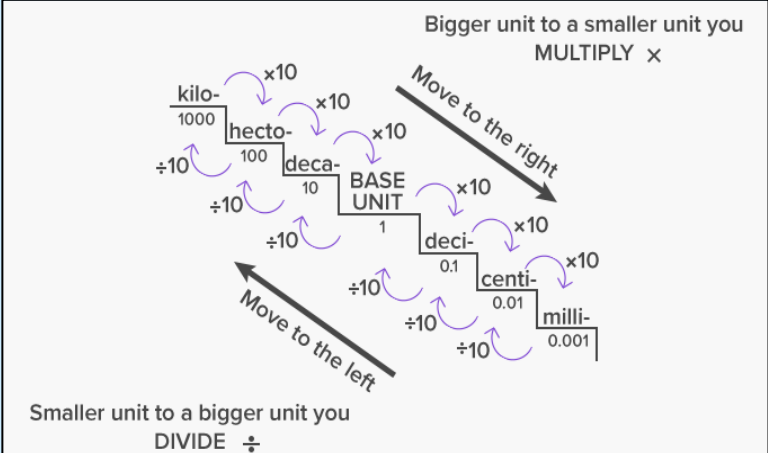 Bigger unit to a smaller unit you
MULTIPLY ×
Move to the right
kilo-
1000
×10
hecto-
100
×10
deca-
10
×10
BASE
UNIT
1
×10
deci-
0.1
×10
centi-
0.01
×10
milli-
0.001
÷10
÷10
÷10
÷10
÷10
÷10
Move to the left
Smaller unit to a bigger unit you
DIVIDE ÷